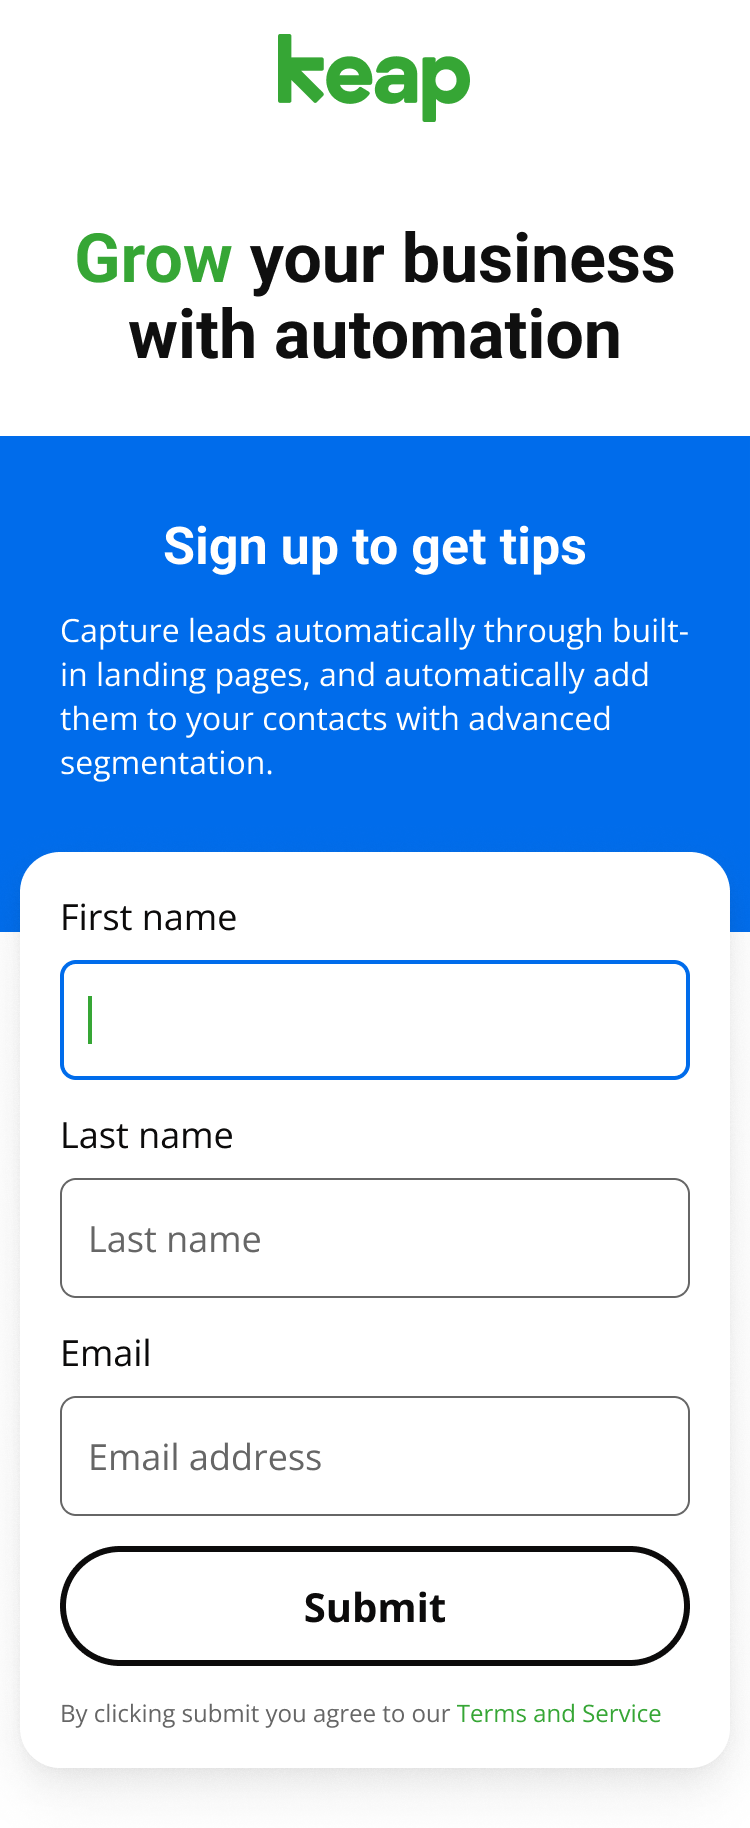 keap
Grow your business
with automation
Sign up to get tips
Capture leads automatically through built-
in landing pages, and automatically add
them to your contacts with advanced
segmentation.
First name
Last name
Last name
Email
Email address
Submit
By clicking submit you agree to our Terms and Service